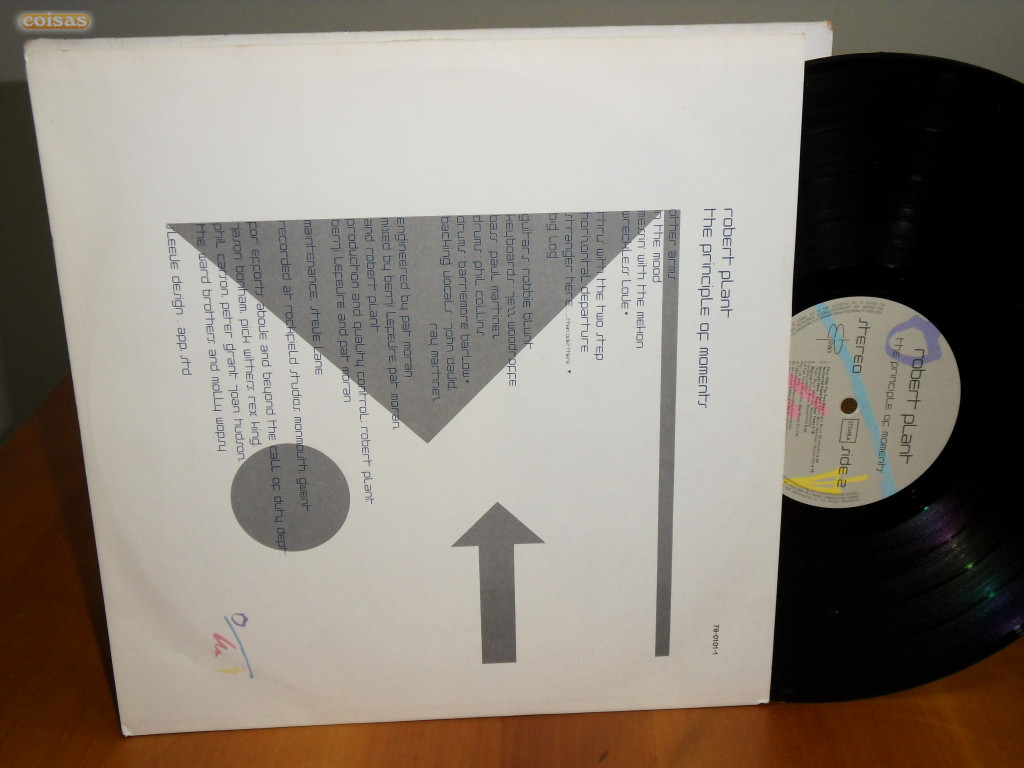 coisas
robert plant
the principle of moments
other arms
in the mood
messin' with the mekon
wreckless love •
thru with the two step
horizontal departure
stranger here.....than over there •
big log
guitars robbie blunt
keyboards jezz woodroffe
bass paul martinez
drums phil collins
drums barriemore barlow •
backing vocals john david,
ray martinez
engineered by pat moran
mixed by benji lefevre pat moran,
and robert plant
production and quality control: robert plant
benji lefevre and pat moran
maintenance steve lane
recorded at rockfield studios monmouth, gwent
for efforts above and beyond the call of duty dept.
jason bonham, pick withers, rex king,
phil carson, peter grant, joan hudson,
the ward brothers, and molly wopsy
sleeve design : app. std
79-0101-1
robert plant
the principle of moments
stereo
side 2